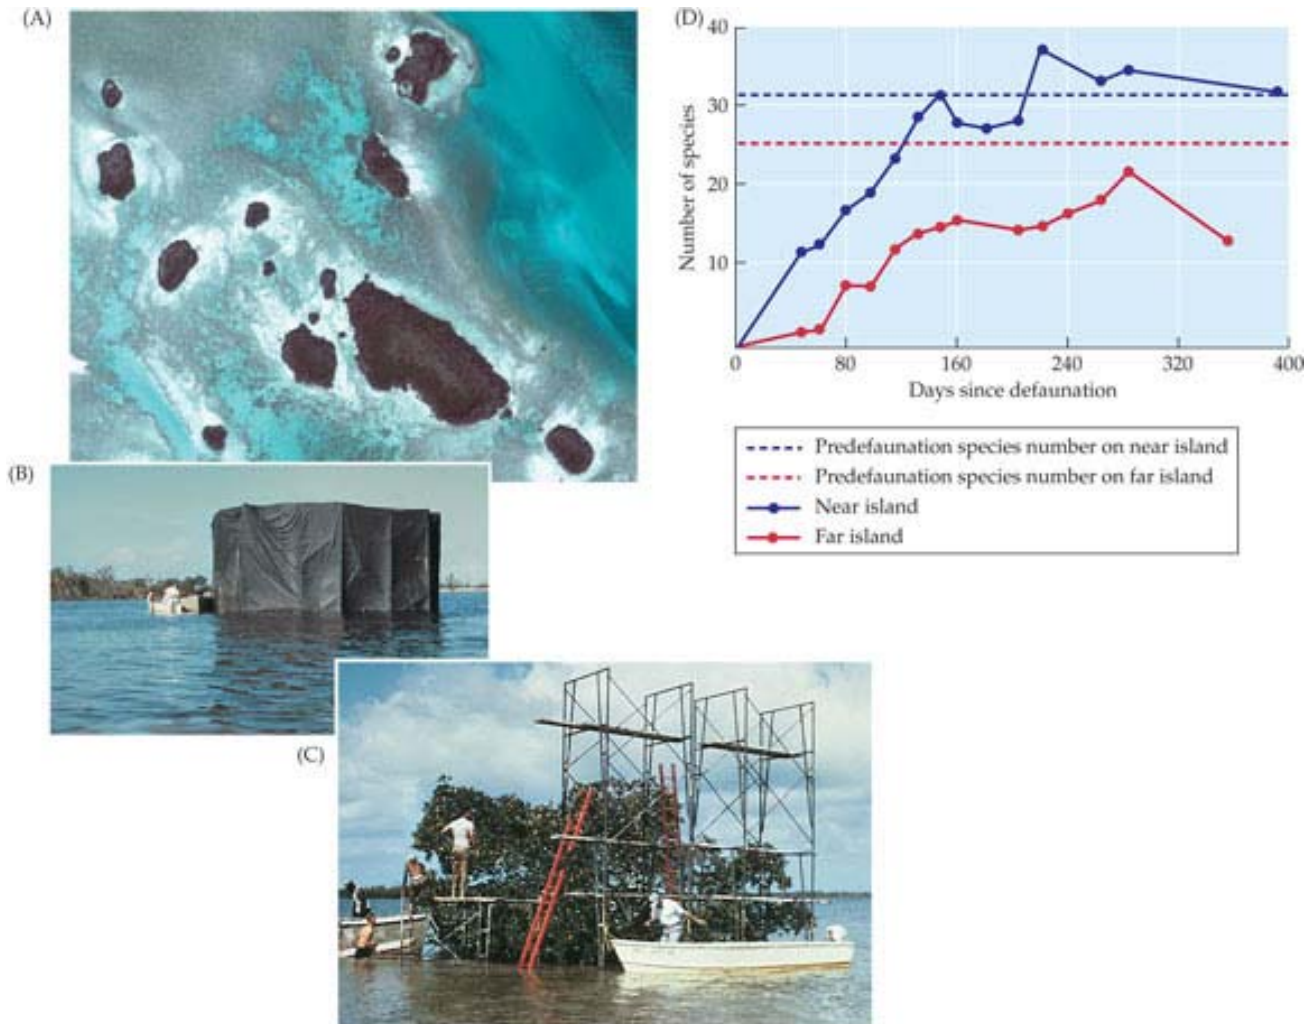 (A)
(B)
(C)
(D)
40
30
20
10
Number of species
0
80
160
240
320
400
Days since defaunation
Predefaunation species number on near island
Predefaunation species number on far island
Near island
Far island